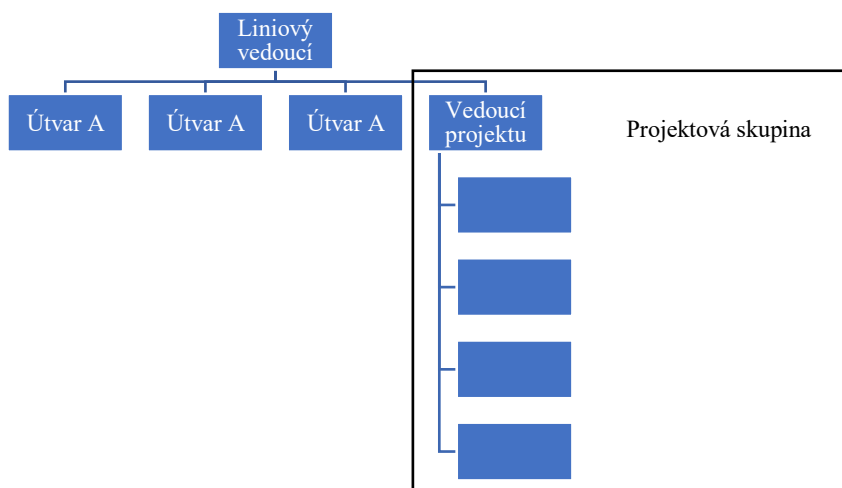 Liniový
vedoucí
Útvar A
Útvar A
Útvar A
Vedoucí
projektu
Projektová skupina